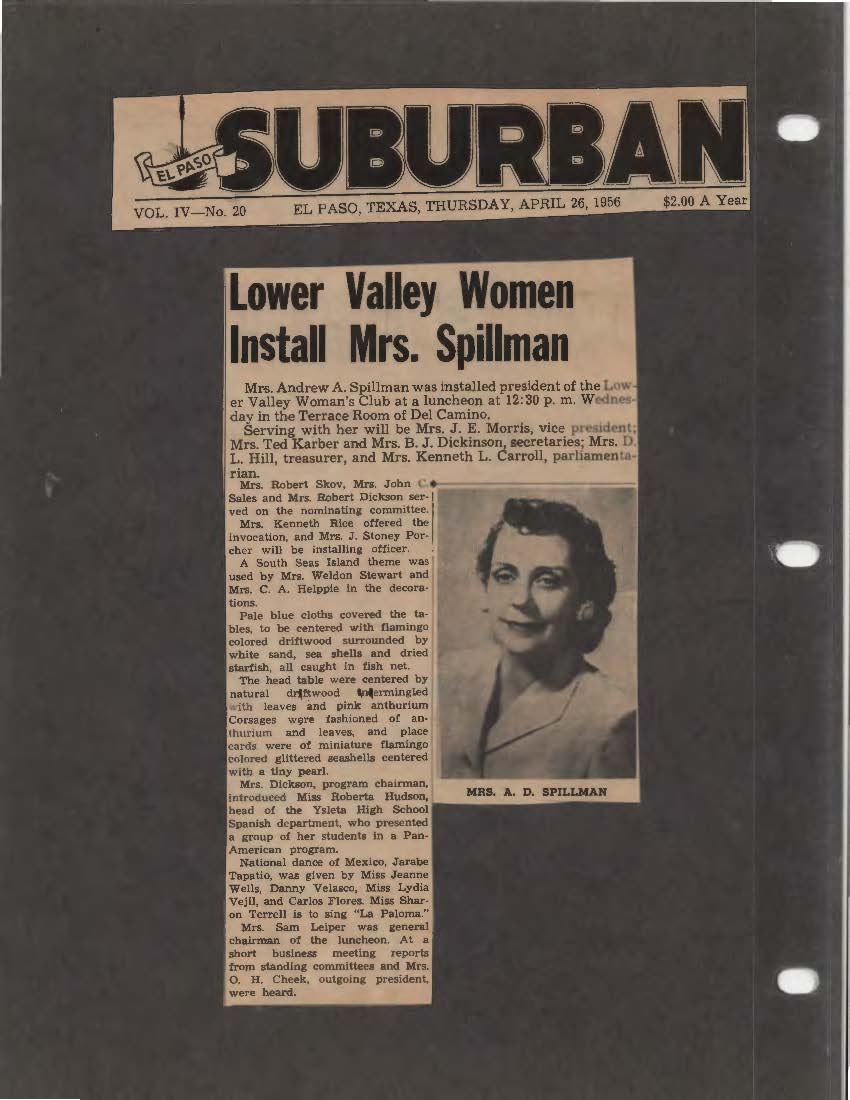 EL PASO
SUBURBAN
VOL. IV—No. 20 EL PASO, TEXAS, THURSDAY, APRIL 26, 1956 $2.00 A Year
Lower Valley Women
Install Mrs. Spillman
Mrs. Andrew A. Spillman was installed president of the Low-
er Valley Woman's Club at a luncheon at 12:30 p. m. Wednes-
day in the Terrace Room of Del Camino.
Serving with her will be Mrs. J. E. Morris, vice president;
Mrs. Ted Karber and Mrs. B. J. Dickinson, secretaries; Mrs. D.
L. Hill, treasurer, and Mrs. Kenneth L. Carroll, parliamenta-
rian.
Mrs. Robert Skov, Mrs. John C.
Sales and Mrs. Robert Dickson ser-
ved on the nominating committee.
Mrs. Kenneth Rice offered the
invocation, and Mrs. J. Stoney Por-
cher will be installing officer.
A South Seas Island theme was
used by Mrs. Weldon Stewart and
Mrs. C. A. Helppie in the decora-
tions.
Pale blue cloths covered the ta-
bles, to be centered with flamingo
colored driftwood surrounded by
white sand, sea shells and dried
starfish, all caught in fish net.
The head table were centered by
natural driftwood intermingled
with leaves and pink anthurium
Corsages were fashioned of an-
thurium and leaves, and place
cards were of miniature flamingo
colored glittered seashells centered
with a tiny pearl.
Mrs. Dickson, program chairman,
introduced Miss Roberta Hudson,
head of the Ysleta High School
Spanish department, who presented
a group of her students in a Pan-
American program.
National dance of Mexico, Jarabe
Tapatio, was given by Miss Jeanne
Wells, Danny Velasco, Miss Lydia
Vejil, and Carlos Flores. Miss Shar-
on Terrell is to sing "La Paloma."
Mrs. Sam Leiper was general
chairman of the luncheon. At a
short business meeting reports
from standing committees and Mrs.
O. H. Cheek, outgoing president,
were heard.
MRS. A. D. SPILLMAN